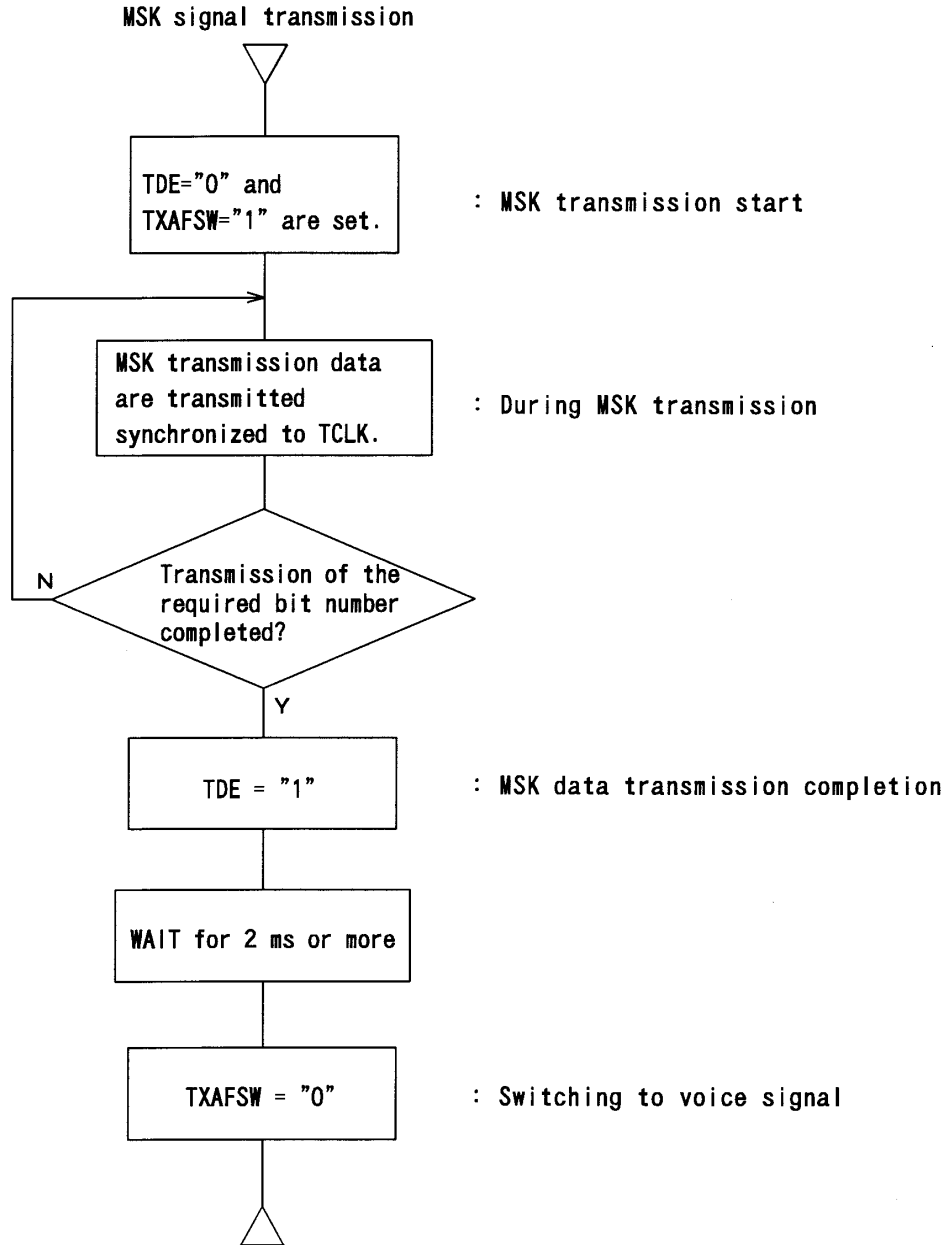 MSK signal transmission
TDE="0" and
TXAFSW="1" are set.
: MSK transmission start
MSK transmission data
are transmitted
synchronized to TCLK.
: During MSK transmission
N
Transmission of the
required bit number
completed?
Y
TDE = "1"
: MSK data transmission completion
WAIT for 2 ms or more
TXAFSW = "0"
: Switching to voice signal